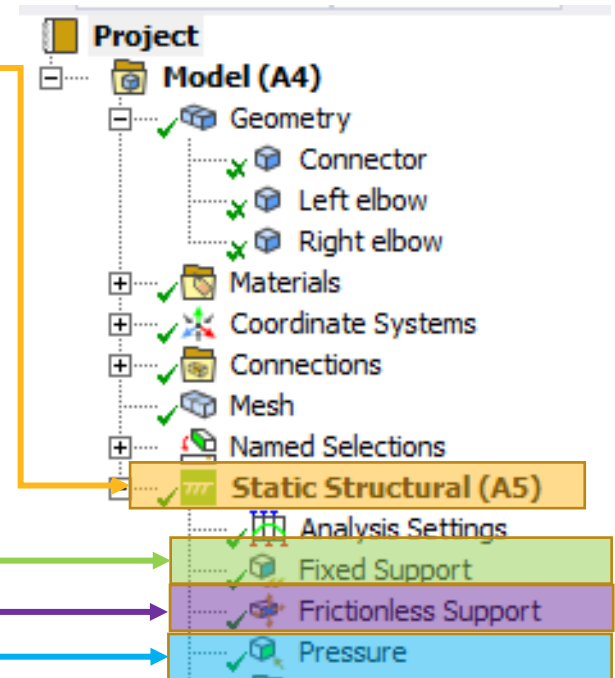 Project
Model (A4)
Geometry
Connector
Left elbow
Right elbow
Materials
Coordinate Systems
Connections
Mesh
Named Selections
Static Structural (A5)
Analysis Settings
Fixed Support
Frictionless Support
Pressure